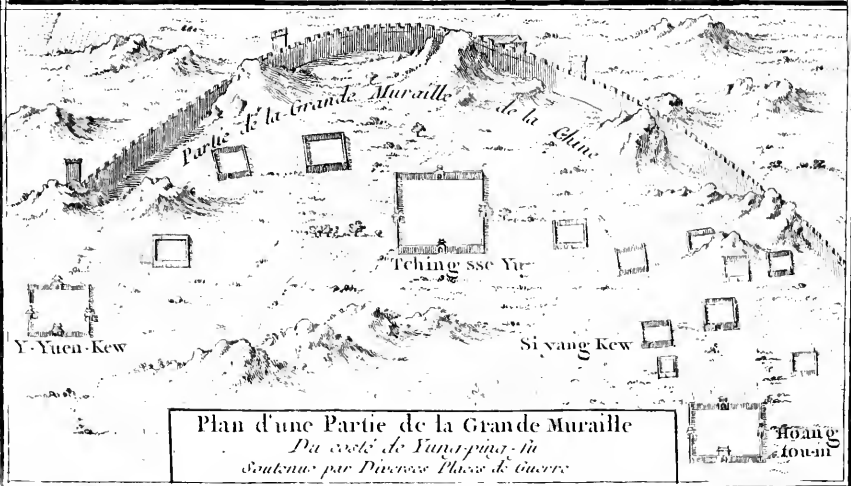 Partie de la Grande Muraille de la Chine
Tching sse Yu
Y-Yuen-Kew
Si yang Kew
Hoang
tou-in
Plan d'une Partie de la Grande Muraille
Du costé de Yung-ping-fu
Soutenue par Diverses Places de Guerre